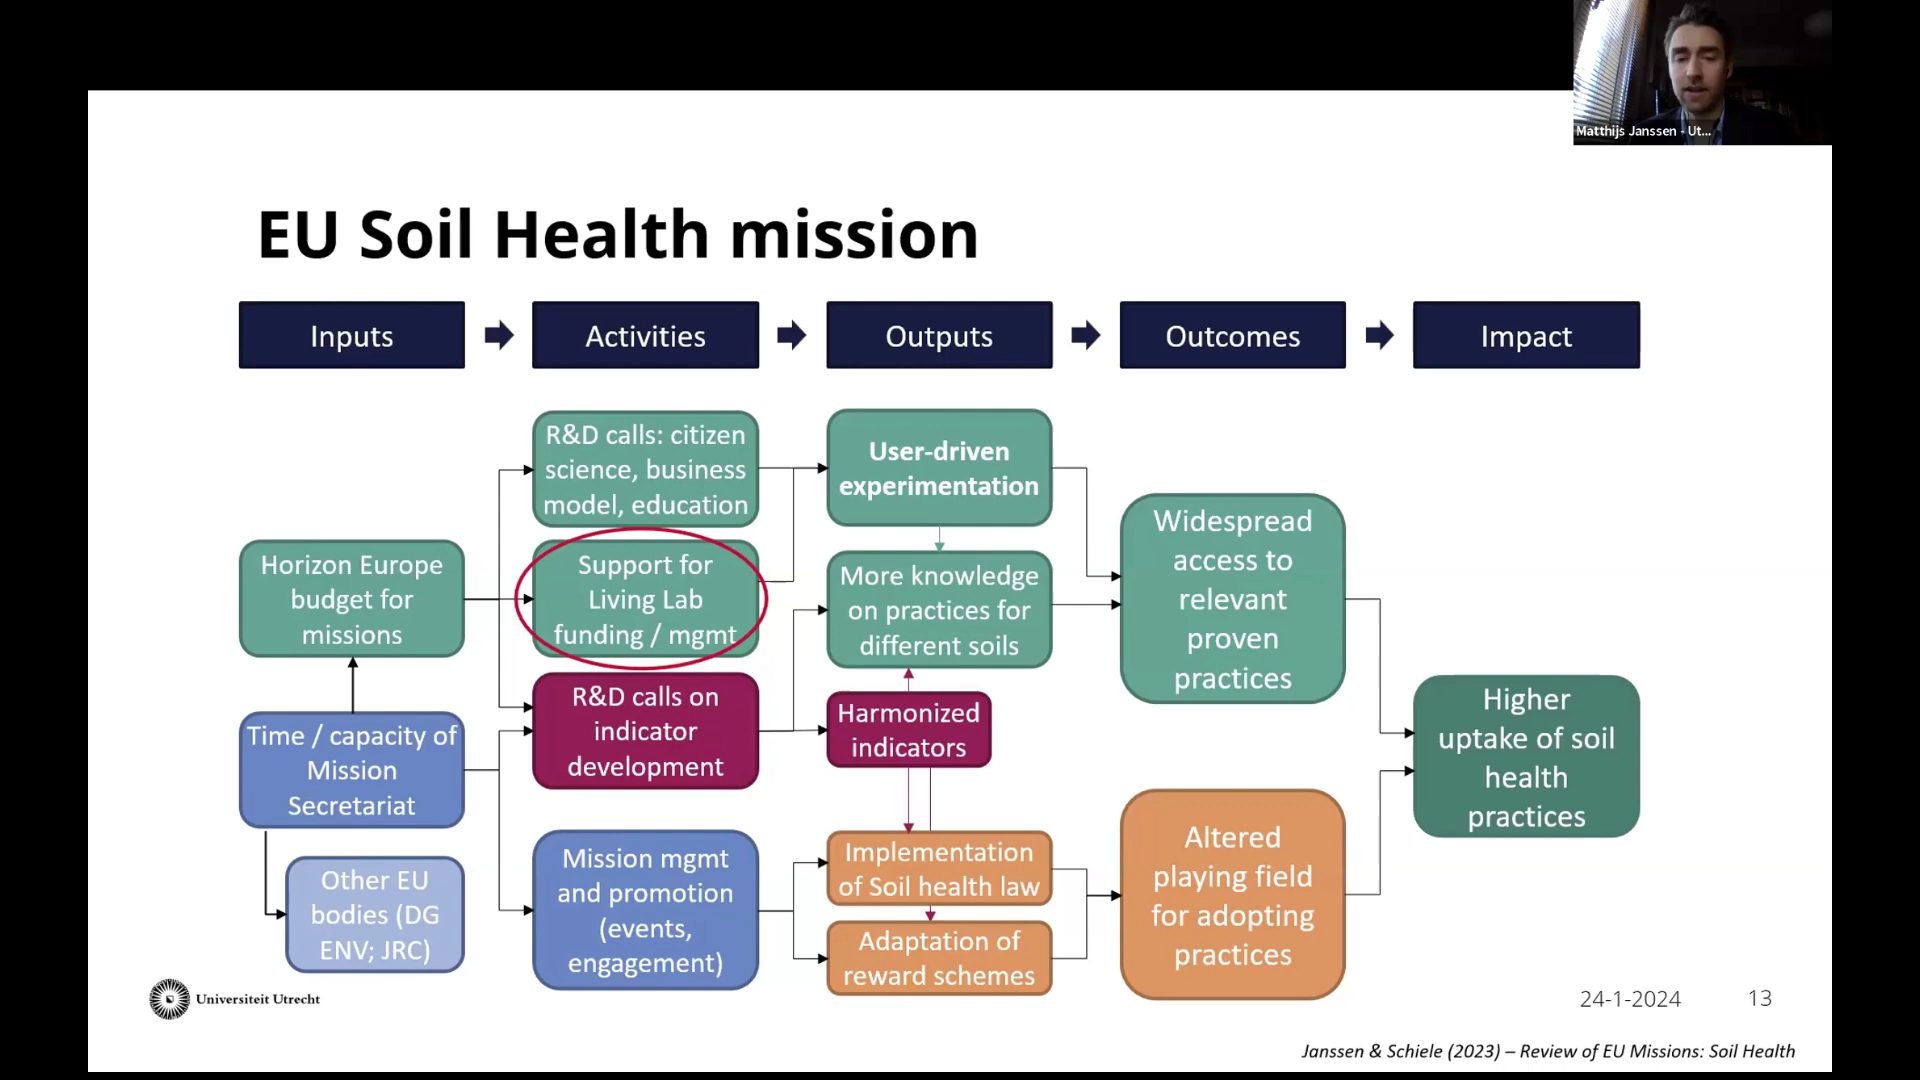 Matthijs Janssen - Ut...
EU Soil Health mission
Inputs
Activities
Outputs
Outcomes
Impact
Horizon Europe
budget for
missions
Time / capacity of
Mission
Secretariat
Other EU
bodies (DG
ENV; JRC)
R&D calls: citizen
science, business
model, education
Support for
Living Lab
funding / mgmt
R&D calls on
indicator
development
Mission mgmt
and promotion
(events,
engagement)
User-driven
experimentation
More knowledge
on practices for
different soils
Harmonized
indicators
Implementation
of Soil health law
Adaptation of
reward schemes
Widespread
access to
relevant
proven
practices
Altered
playing field
for adopting
practices
Higher
uptake of soil
health
practices
Universiteit Utrecht
24-1-2024
13
Janssen & Schiele (2023) – Review of EU Missions: Soil Health